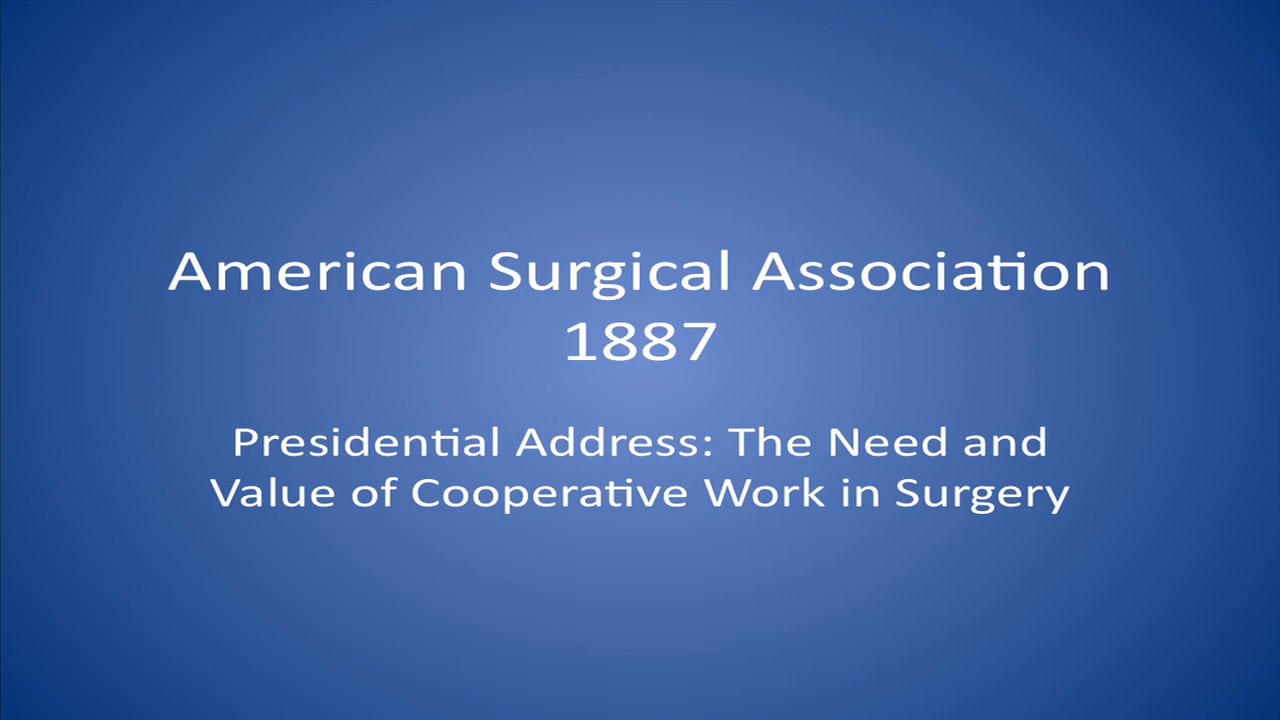 American Surgical Association
1887
Presidential Address: The Need and
Value of Cooperative Work in Surgery